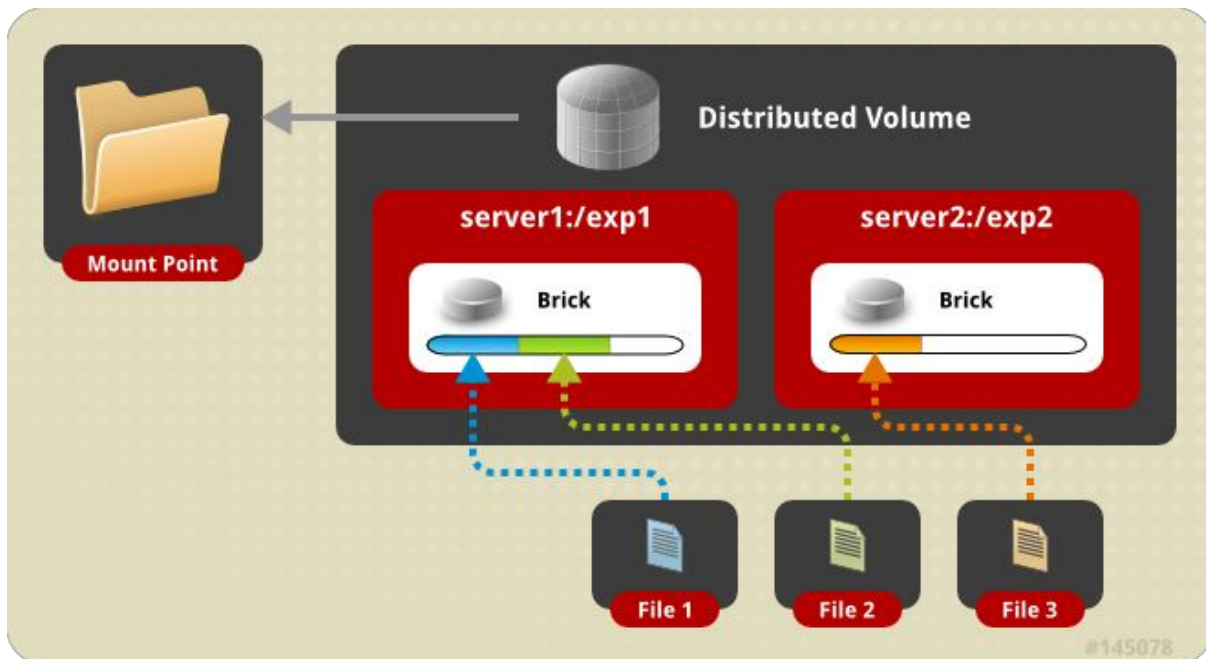 Distributed Volume
Mount Point
server1:/exp1
server2:/exp2
Brick
Brick
File 1
File 2
File 3
#145078